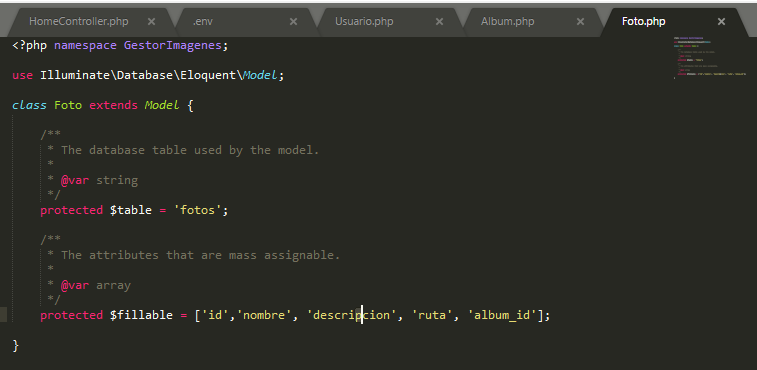 HomeController.php × .env × Usuario.php × Album.php × Foto.php ×
<?php namespace GestorImagenes;
use Illuminate\Database\Eloquent\Model;
class Foto extends Model {
/**
* The database table used by the model.
*
* @var string
*/
protected $table = 'fotos';
/**
* The attributes that are mass assignable.
*
* @var array
*/
protected $fillable = ['id','nombre', 'descripcion', 'ruta', 'album_id'];
}